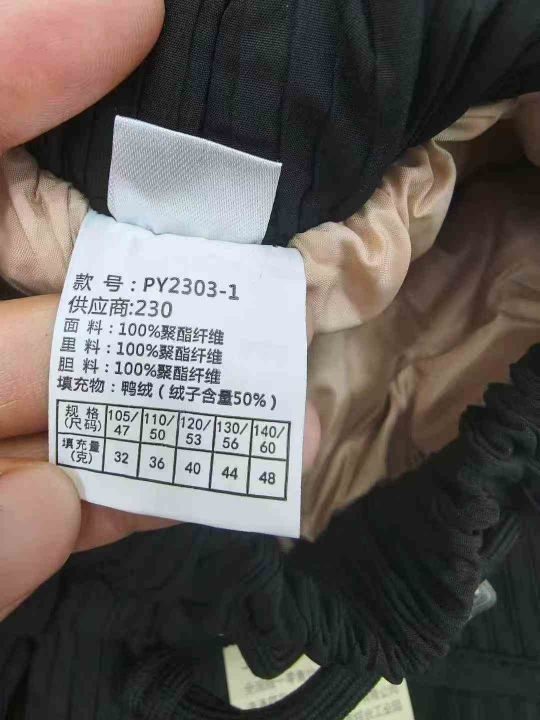 款 号：PY2303-1
供应商:230
面 料：100%聚酯纤维
里 料：100%聚酯纤维
胆 料：100%聚酯纤维
填充物：鸭绒（绒子含量50%）
规 格(尺码) 105/47 110/50 120/53 130/56 140/60
填充量(克) 32 36 40 44 48